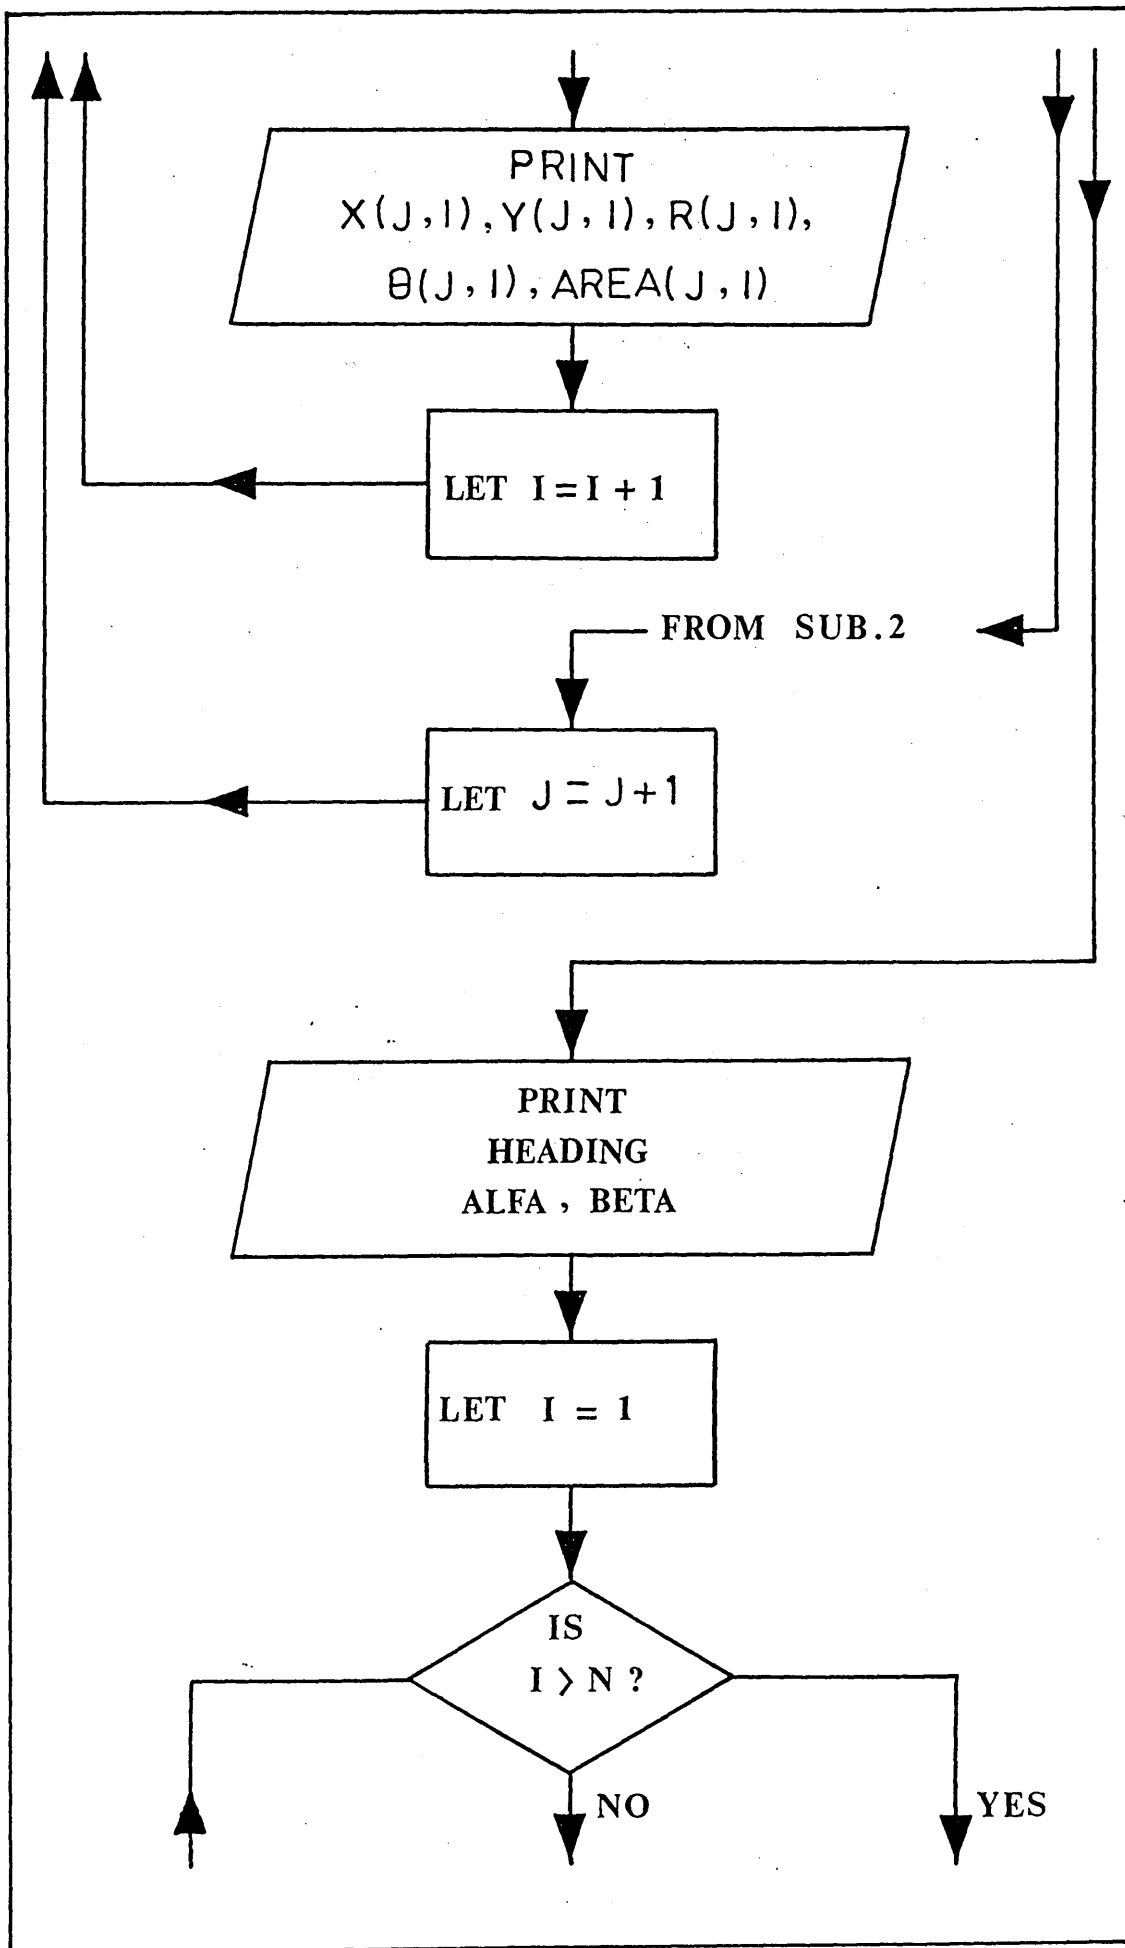 PRINT
X(J,I),Y(J,I),R(J,I),
θ(J,I),AREA(J,I)
LET I=I+1
FROM SUB.2
LET J=J+1
PRINT
HEADING
ALFA, BETA
LET I = 1
IS
I > N ?
NO
YES